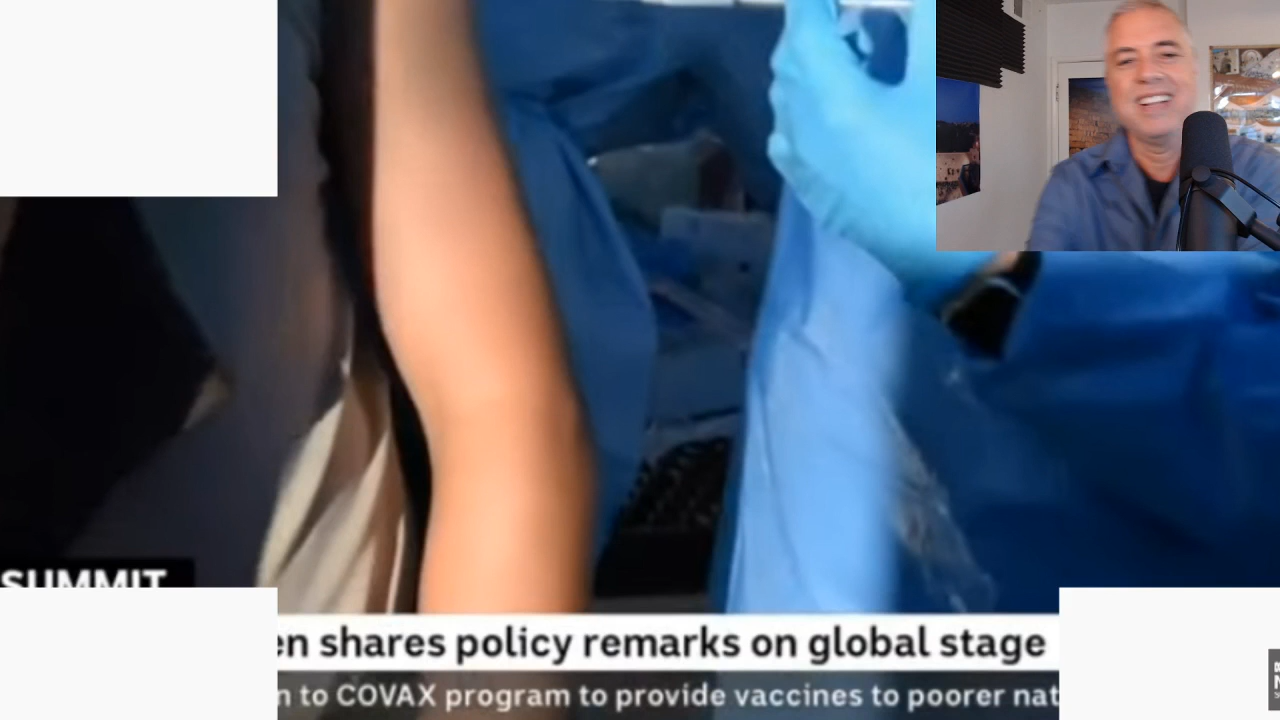 SUMMIT
en shares policy remarks on global stage
n to COVAX program to provide vaccines to poorer nat